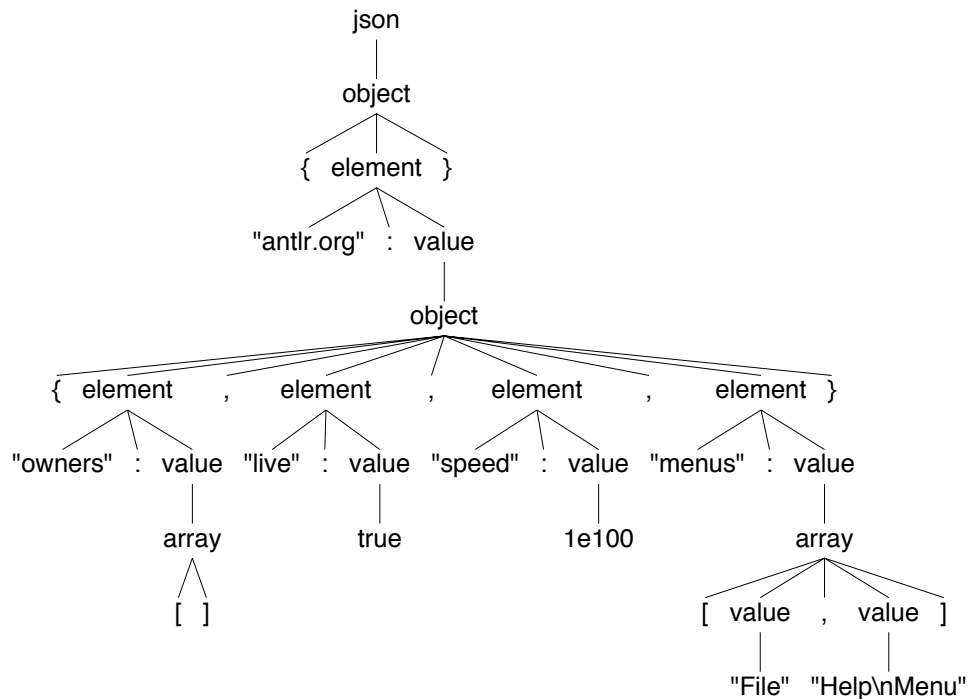 json
object
{ element }
"antlr.org" : value
object
{ element , element , element , element }
"owners" : value "live" : value "speed" : value "menus" : value
array true 1e100 array
[ ] [ value , value ]
"File" "Help\nMenu"